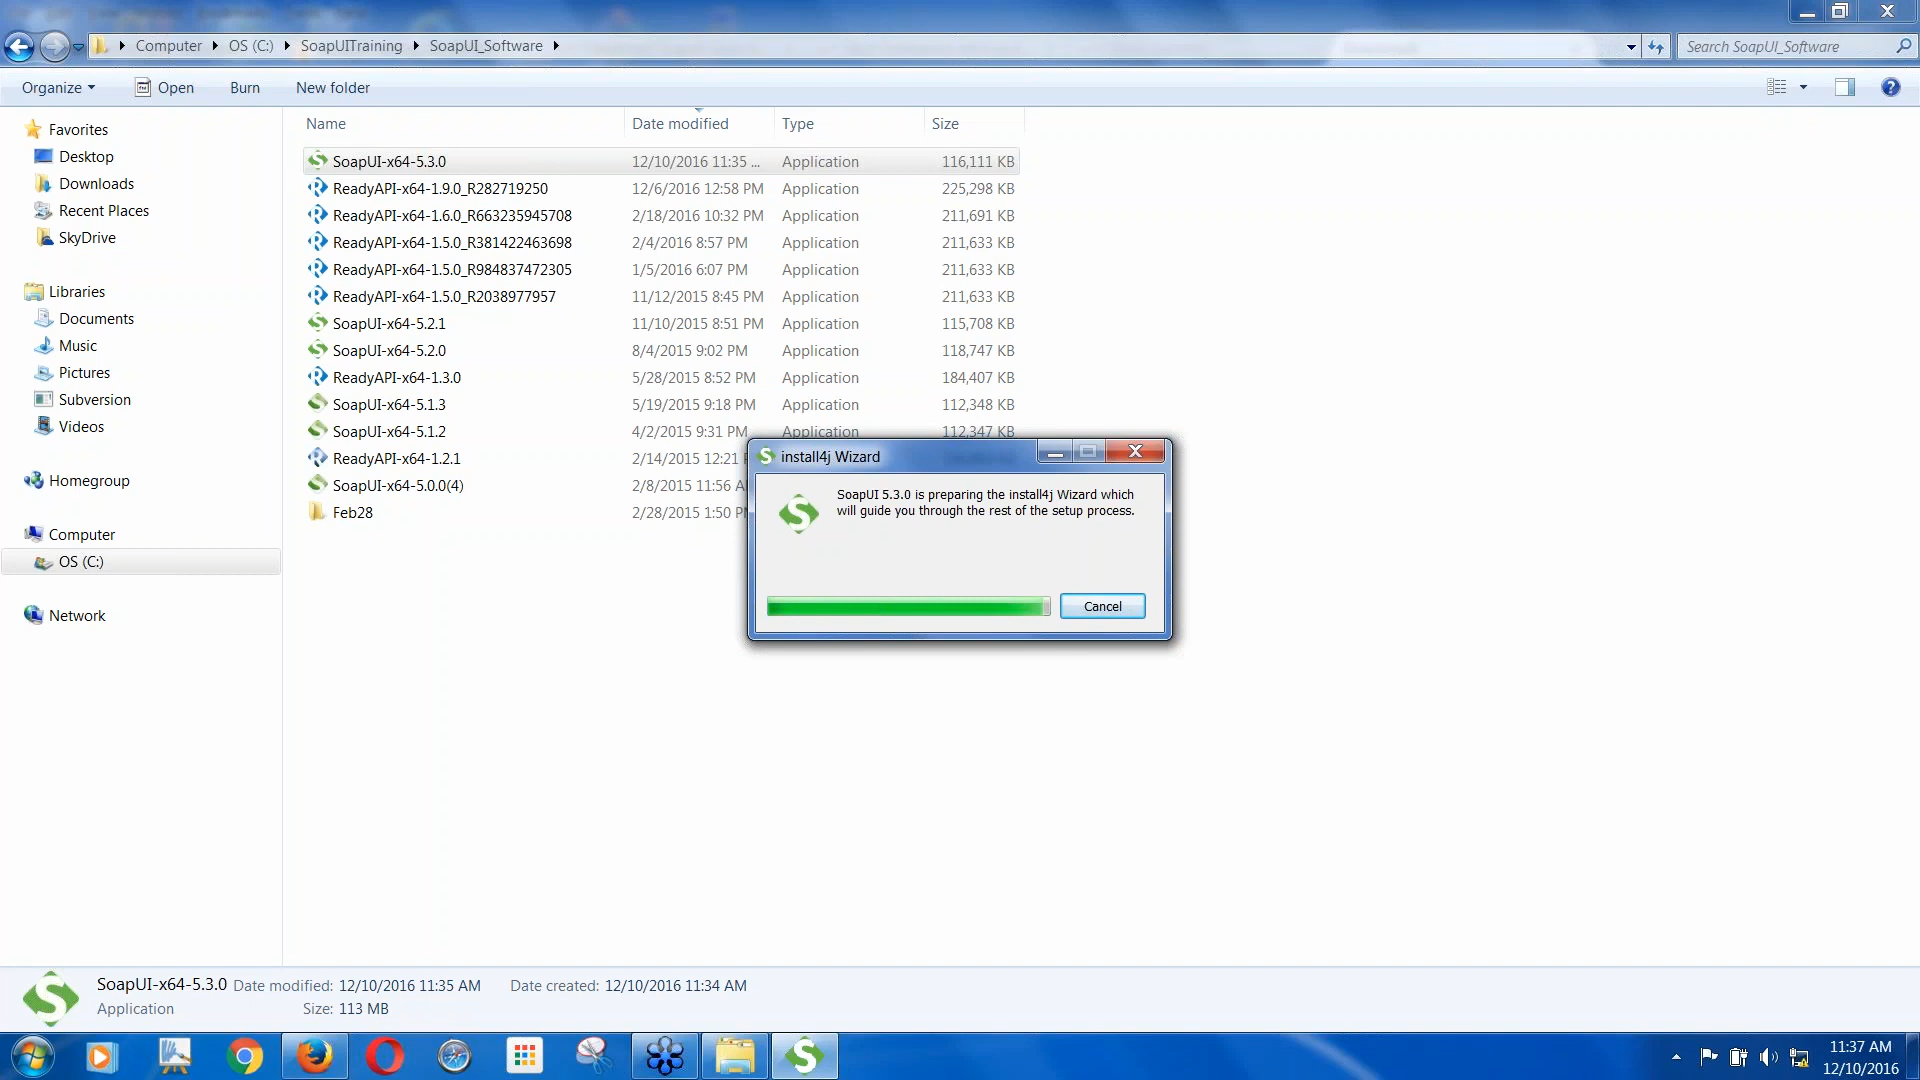 Computer OS (C:) SoapUITraining SoapUI_Software
Search SoapUI_Software
Organize Open Burn New folder
Name Date modified Type Size
Favorites
Desktop
Downloads
Recent Places
SkyDrive
Libraries
Documents
Music
Pictures
Subversion
Videos
Homegroup
Computer
OS (C:)
Network
SoapUI-x64-5.3.0 12/10/2016 11:35 ... Application 116,111 KB
ReadyAPI-x64-1.9.0_R282719250 12/6/2016 12:58 PM Application 225,298 KB
ReadyAPI-x64-1.6.0_R663235945708 2/18/2016 10:32 PM Application 211,691 KB
ReadyAPI-x64-1.5.0_R381422463698 2/4/2016 8:57 PM Application 211,633 KB
ReadyAPI-x64-1.5.0_R984837472305 1/5/2016 6:07 PM Application 211,633 KB
ReadyAPI-x64-1.5.0_R2038977957 11/12/2015 8:45 PM Application 211,633 KB
SoapUI-x64-5.2.1 11/10/2015 8:51 PM Application 115,708 KB
SoapUI-x64-5.2.0 8/4/2015 9:02 PM Application 118,747 KB
ReadyAPI-x64-1.3.0 5/28/2015 8:52 PM Application 184,407 KB
SoapUI-x64-5.1.3 5/19/2015 9:18 PM Application 112,348 KB
SoapUI-x64-5.1.2 4/2/2015 9:31 PM Application 112,347 KB
ReadyAPI-x64-1.2.1 2/14/2015 12:21
SoapUI-x64-5.0.0(4) 2/8/2015 11:56
Feb28 2/28/2015 1:50
install4j Wizard
SoapUI 5.3.0 is preparing the install4j Wizard which
will guide you through the rest of the setup process.
Cancel
SoapUI-x64-5.3.0 Date modified: 12/10/2016 11:35 AM Date created: 12/10/2016 11:34 AM
Application Size: 113 MB
11:37 AM
12/10/2016